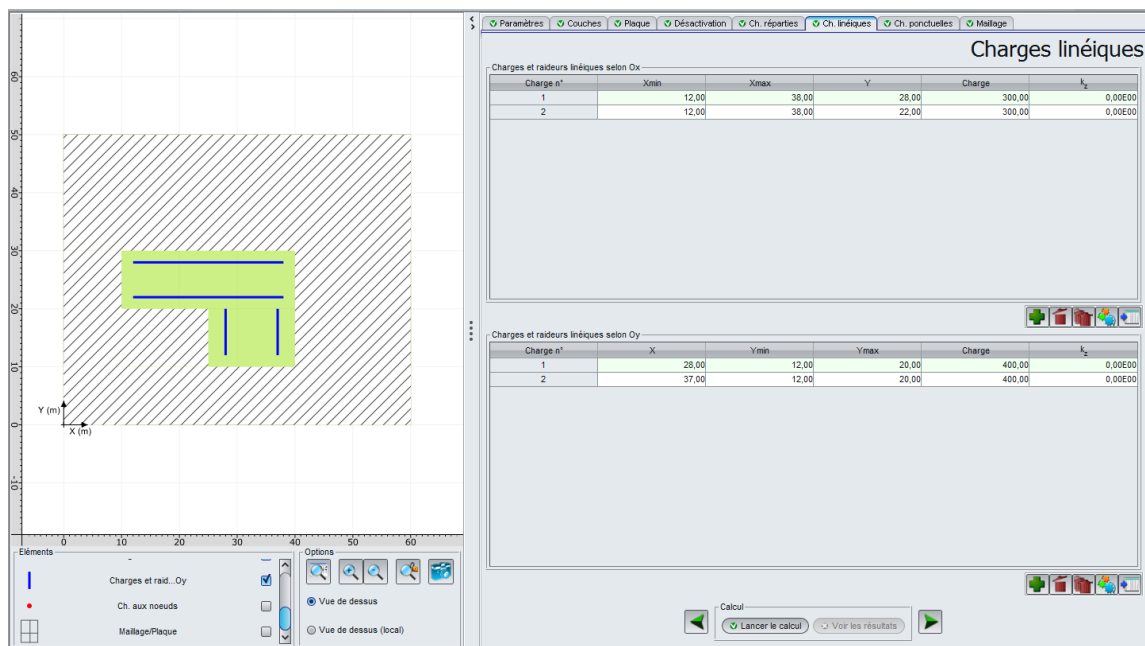 Paramètres Couches Plaque Désactivation Ch. réparties Ch. linéiques Ch. ponctuelles Maillage
Charges linéiques
Charges et raideurs linéiques selon Ox
Charge n° Xmin Xmax Y Charge kz
1 12,00 38,00 28,00 300,00 0,00E00
2 12,00 38,00 22,00 300,00 0,00E00
Charges et raideurs linéiques selon Oy
Charge n° X Ymin Ymax Charge kz
1 28,00 12,00 20,00 400,00 0,00E00
2 37,00 12,00 20,00 400,00 0,00E00
60
50
40
30
20
10
0
-10
Y (m)
X (m)
0 10 20 30 40 50 60
Eléments
Charges et raid...Oy
Ch. aux noeuds
Maillage/Plaque
Options
Vue de dessus
Vue de dessus (local)
Calcul
Lancer le calcul
Voir les résultats